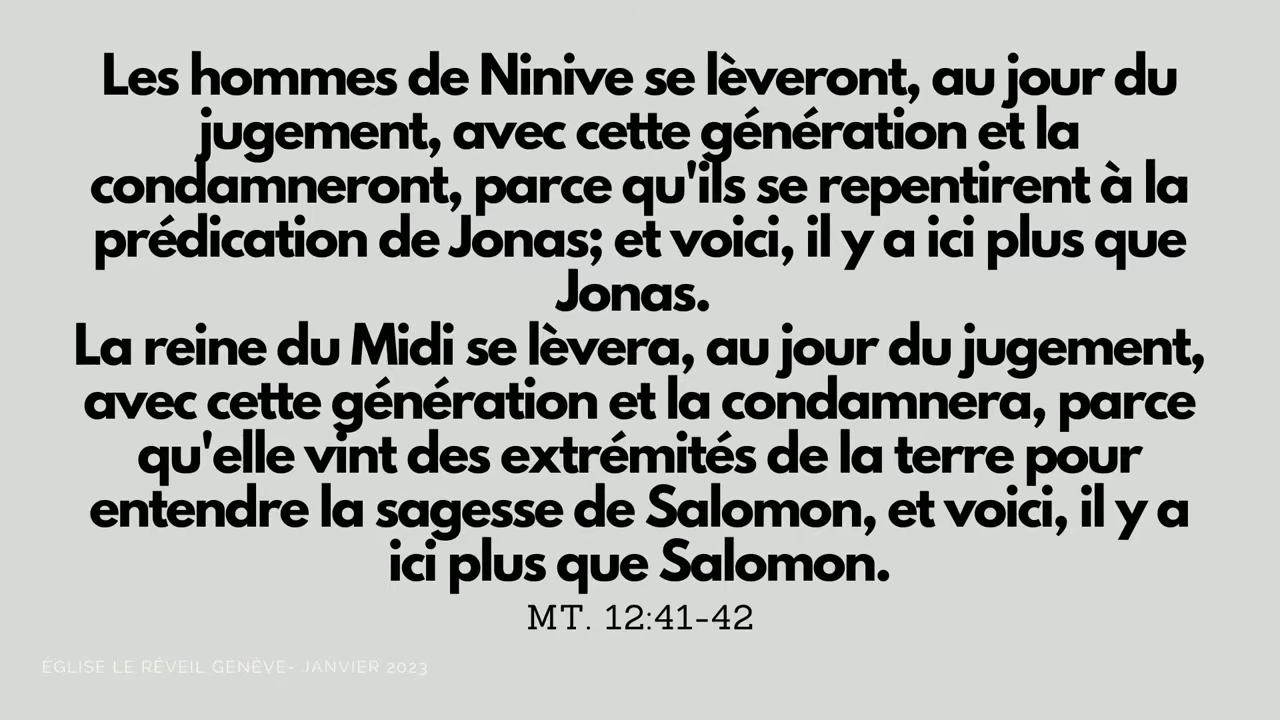 Les hommes de Ninive se lèveront, au jour du
jugement, avec cette génération et la
condamneront, parce qu'ils se repentirent à la
prédication de Jonas; et voici, il y a ici plus que
Jonas.
La reine du Midi se lèvera, au jour du jugement,
avec cette génération et la condamnera, parce
qu'elle vint des extrémités de la terre pour
entendre la sagesse de Salomon, et voici, il y a
ici plus que Salomon.
MT. 12:41-42
ÉGLISE LE RÉVEIL GENÈVE- JANVIER 2023